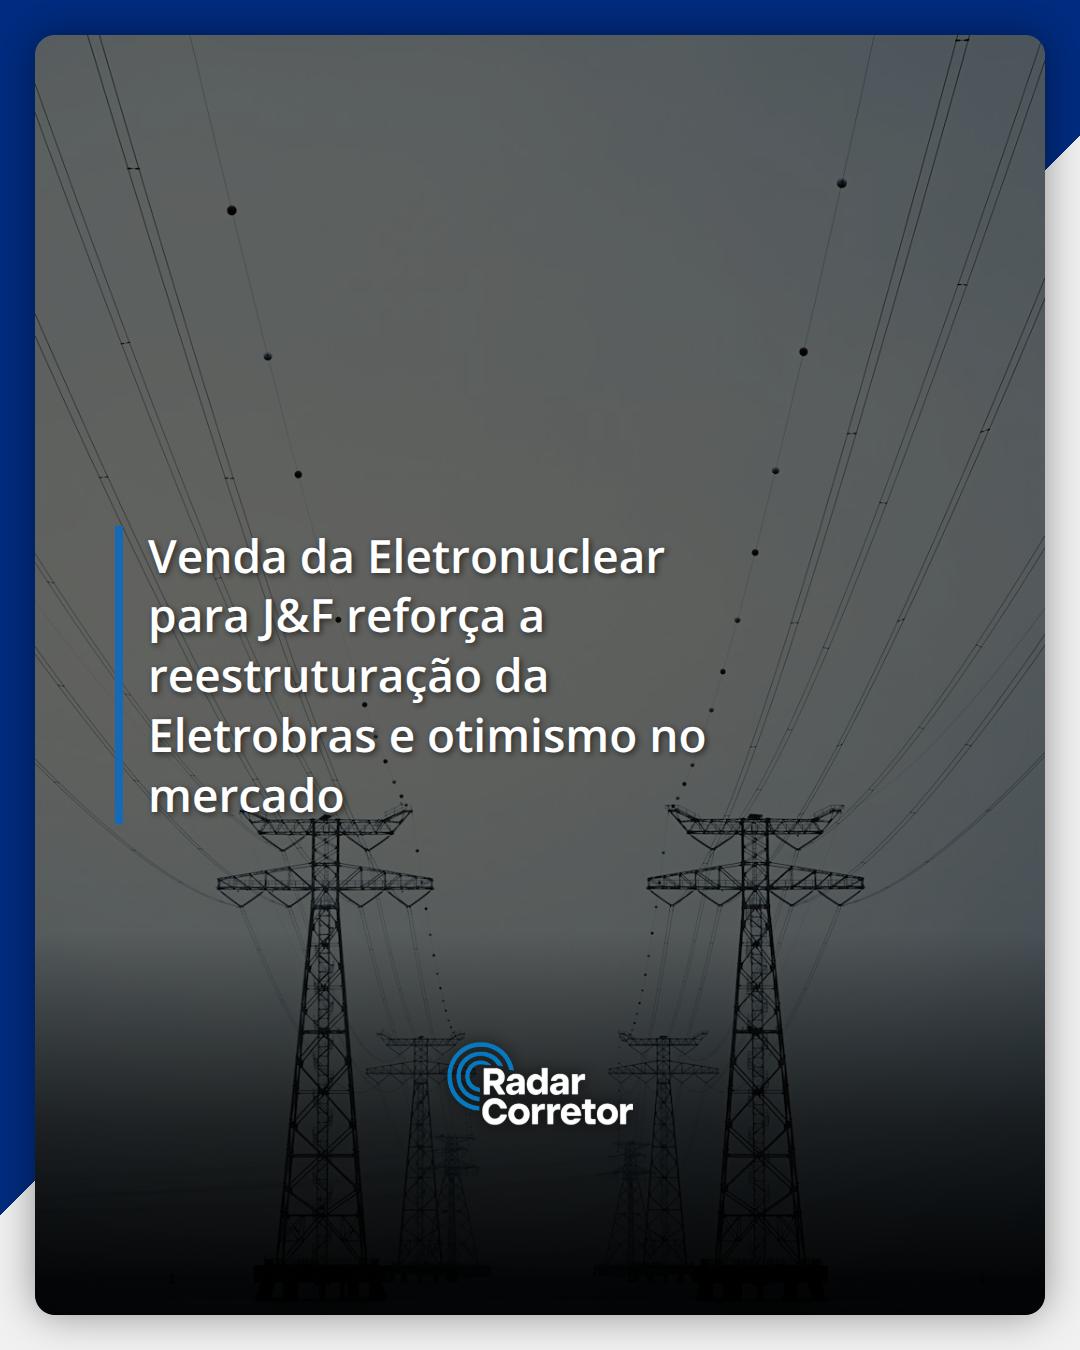 Venda da Eletronuclear
para J&F reforça a
reestruturação da
Eletrobras e otimismo no
mercado
Radar
Corretor